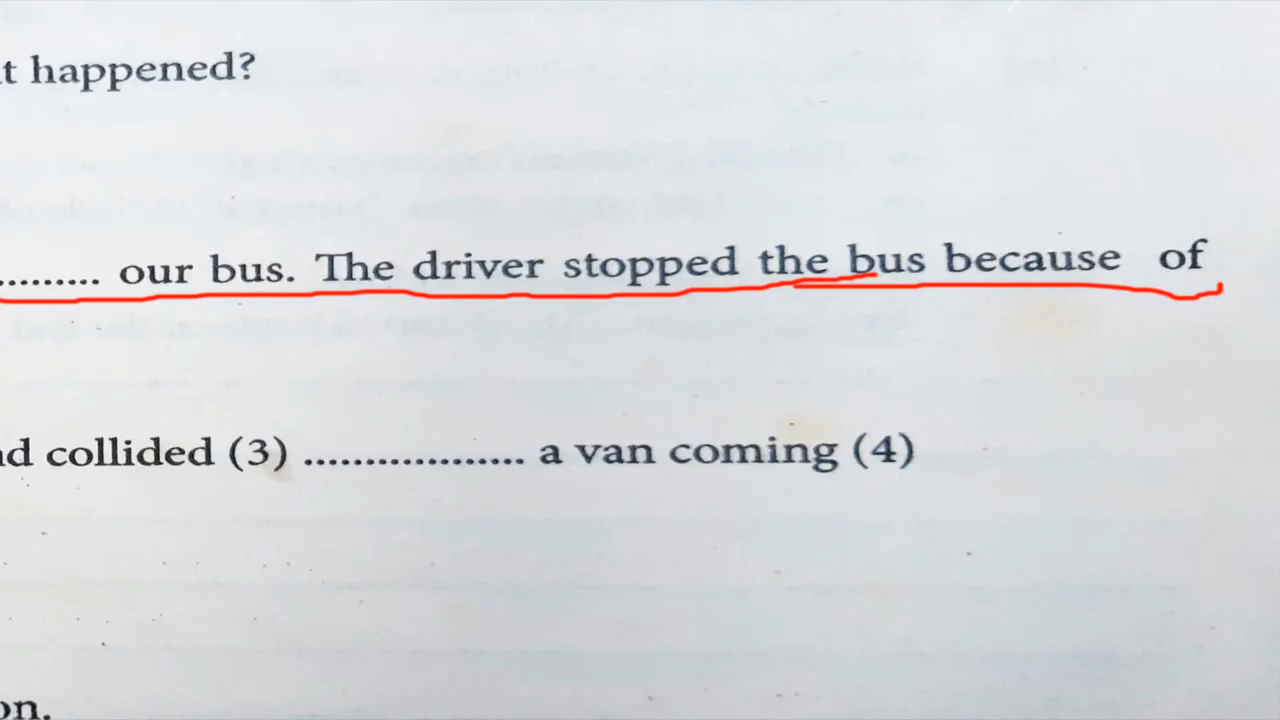 t happened?
.......... our bus. The driver stopped the bus because of
d collided (3) .................. a van coming (4)
on.